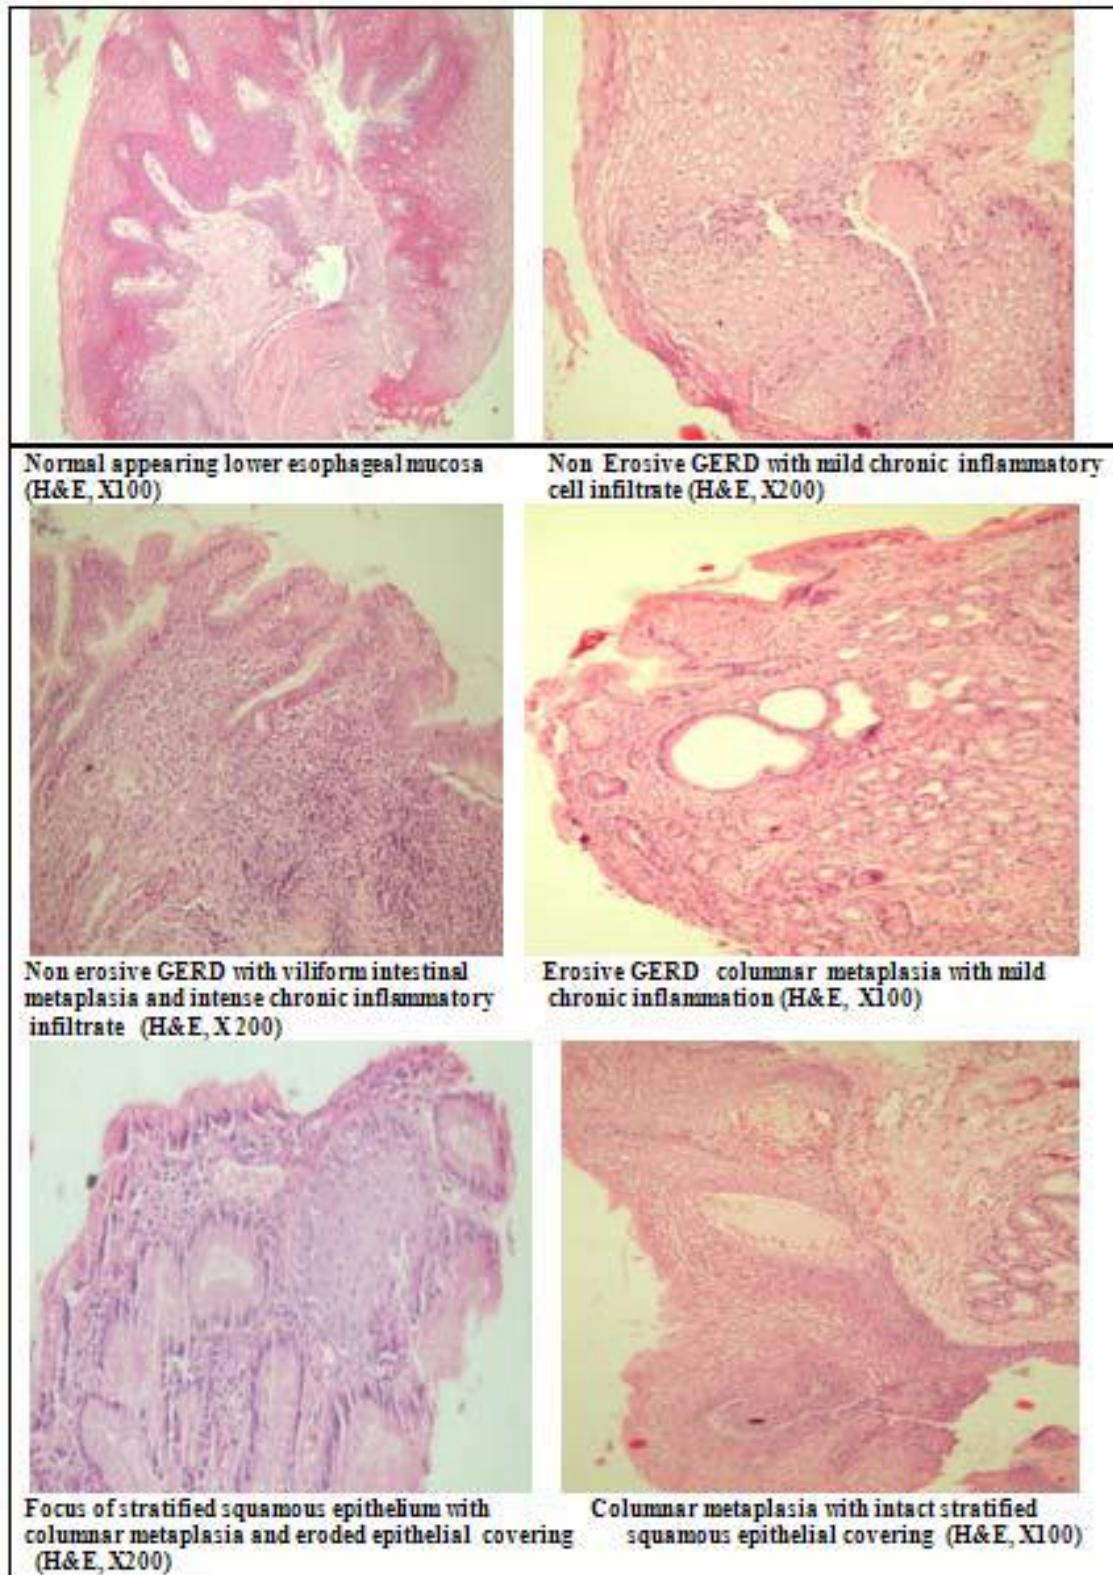 Normal appearing lower esophageal mucosa
(H&E, X100)
Non Erosive GERD with mild chronic inflammatory
cell infiltrate (H&E, X200)
Non erosive GERD with viliform intestinal
metaplasia and intense chronic inflammatory
infiltrate (H&E, X 200)
Erosive GERD columnar metaplasia with mild
chronic inflammation (H&E, X100)
Focus of stratified squamous epithelium with
columnar metaplasia and eroded epithelial covering
(H&E, X200)
Columnar metaplasia with intact stratified
squamous epithelial covering (H&E, X100)